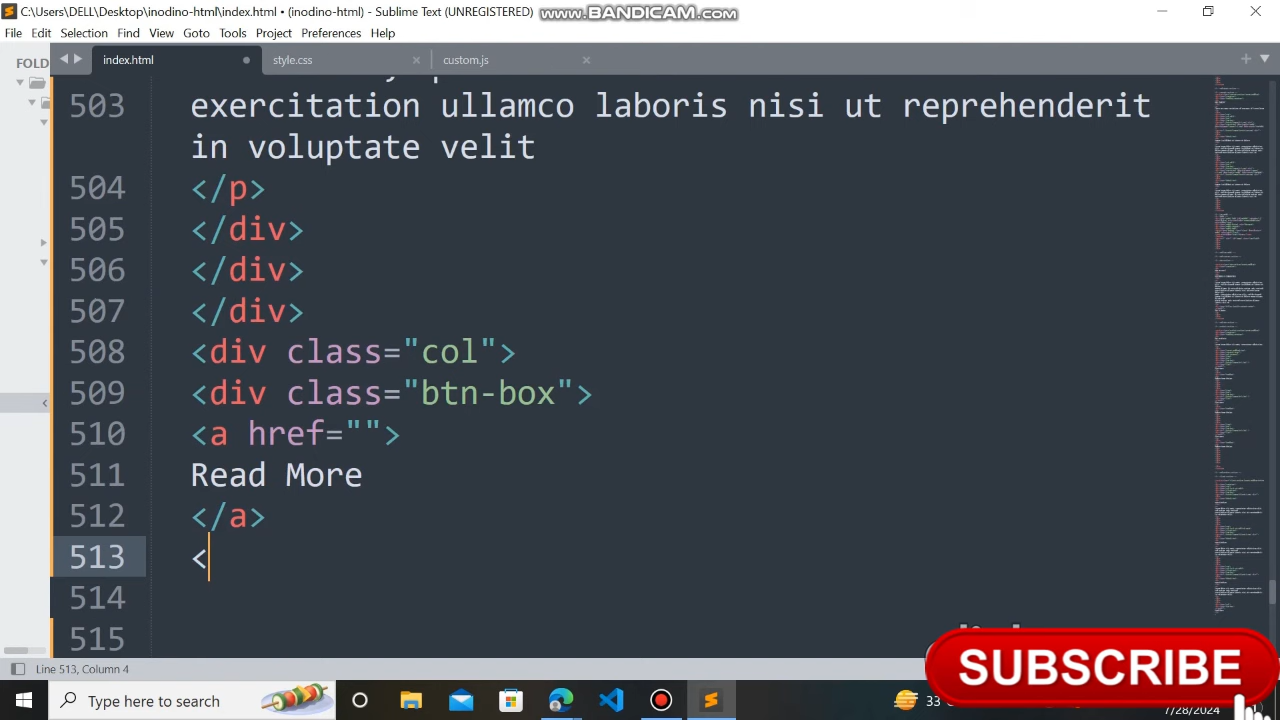 C:\Users\DELL\Desktop\inodino-html\index.html • (inodino-html) - Sublime Text (UNREGISTERED)
www.BANDICAM.com
File Edit Selection Find View Goto Tools Project Preferences Help
FOLD
index.html
style.css
custom.js
503 exercitation ullamco laboris nisi ut reprehenderit
in voluptate velit
504 </p>
505 </div>
506 </div>
507 </div>
508 <div class="col">
509 <div class="btn-box">
510 <a href="">
511 Read More
512 </a>
513 <
514
515
Line 513, Column 4
SUBSCRIBE
Type here to search
33
7/28/2024